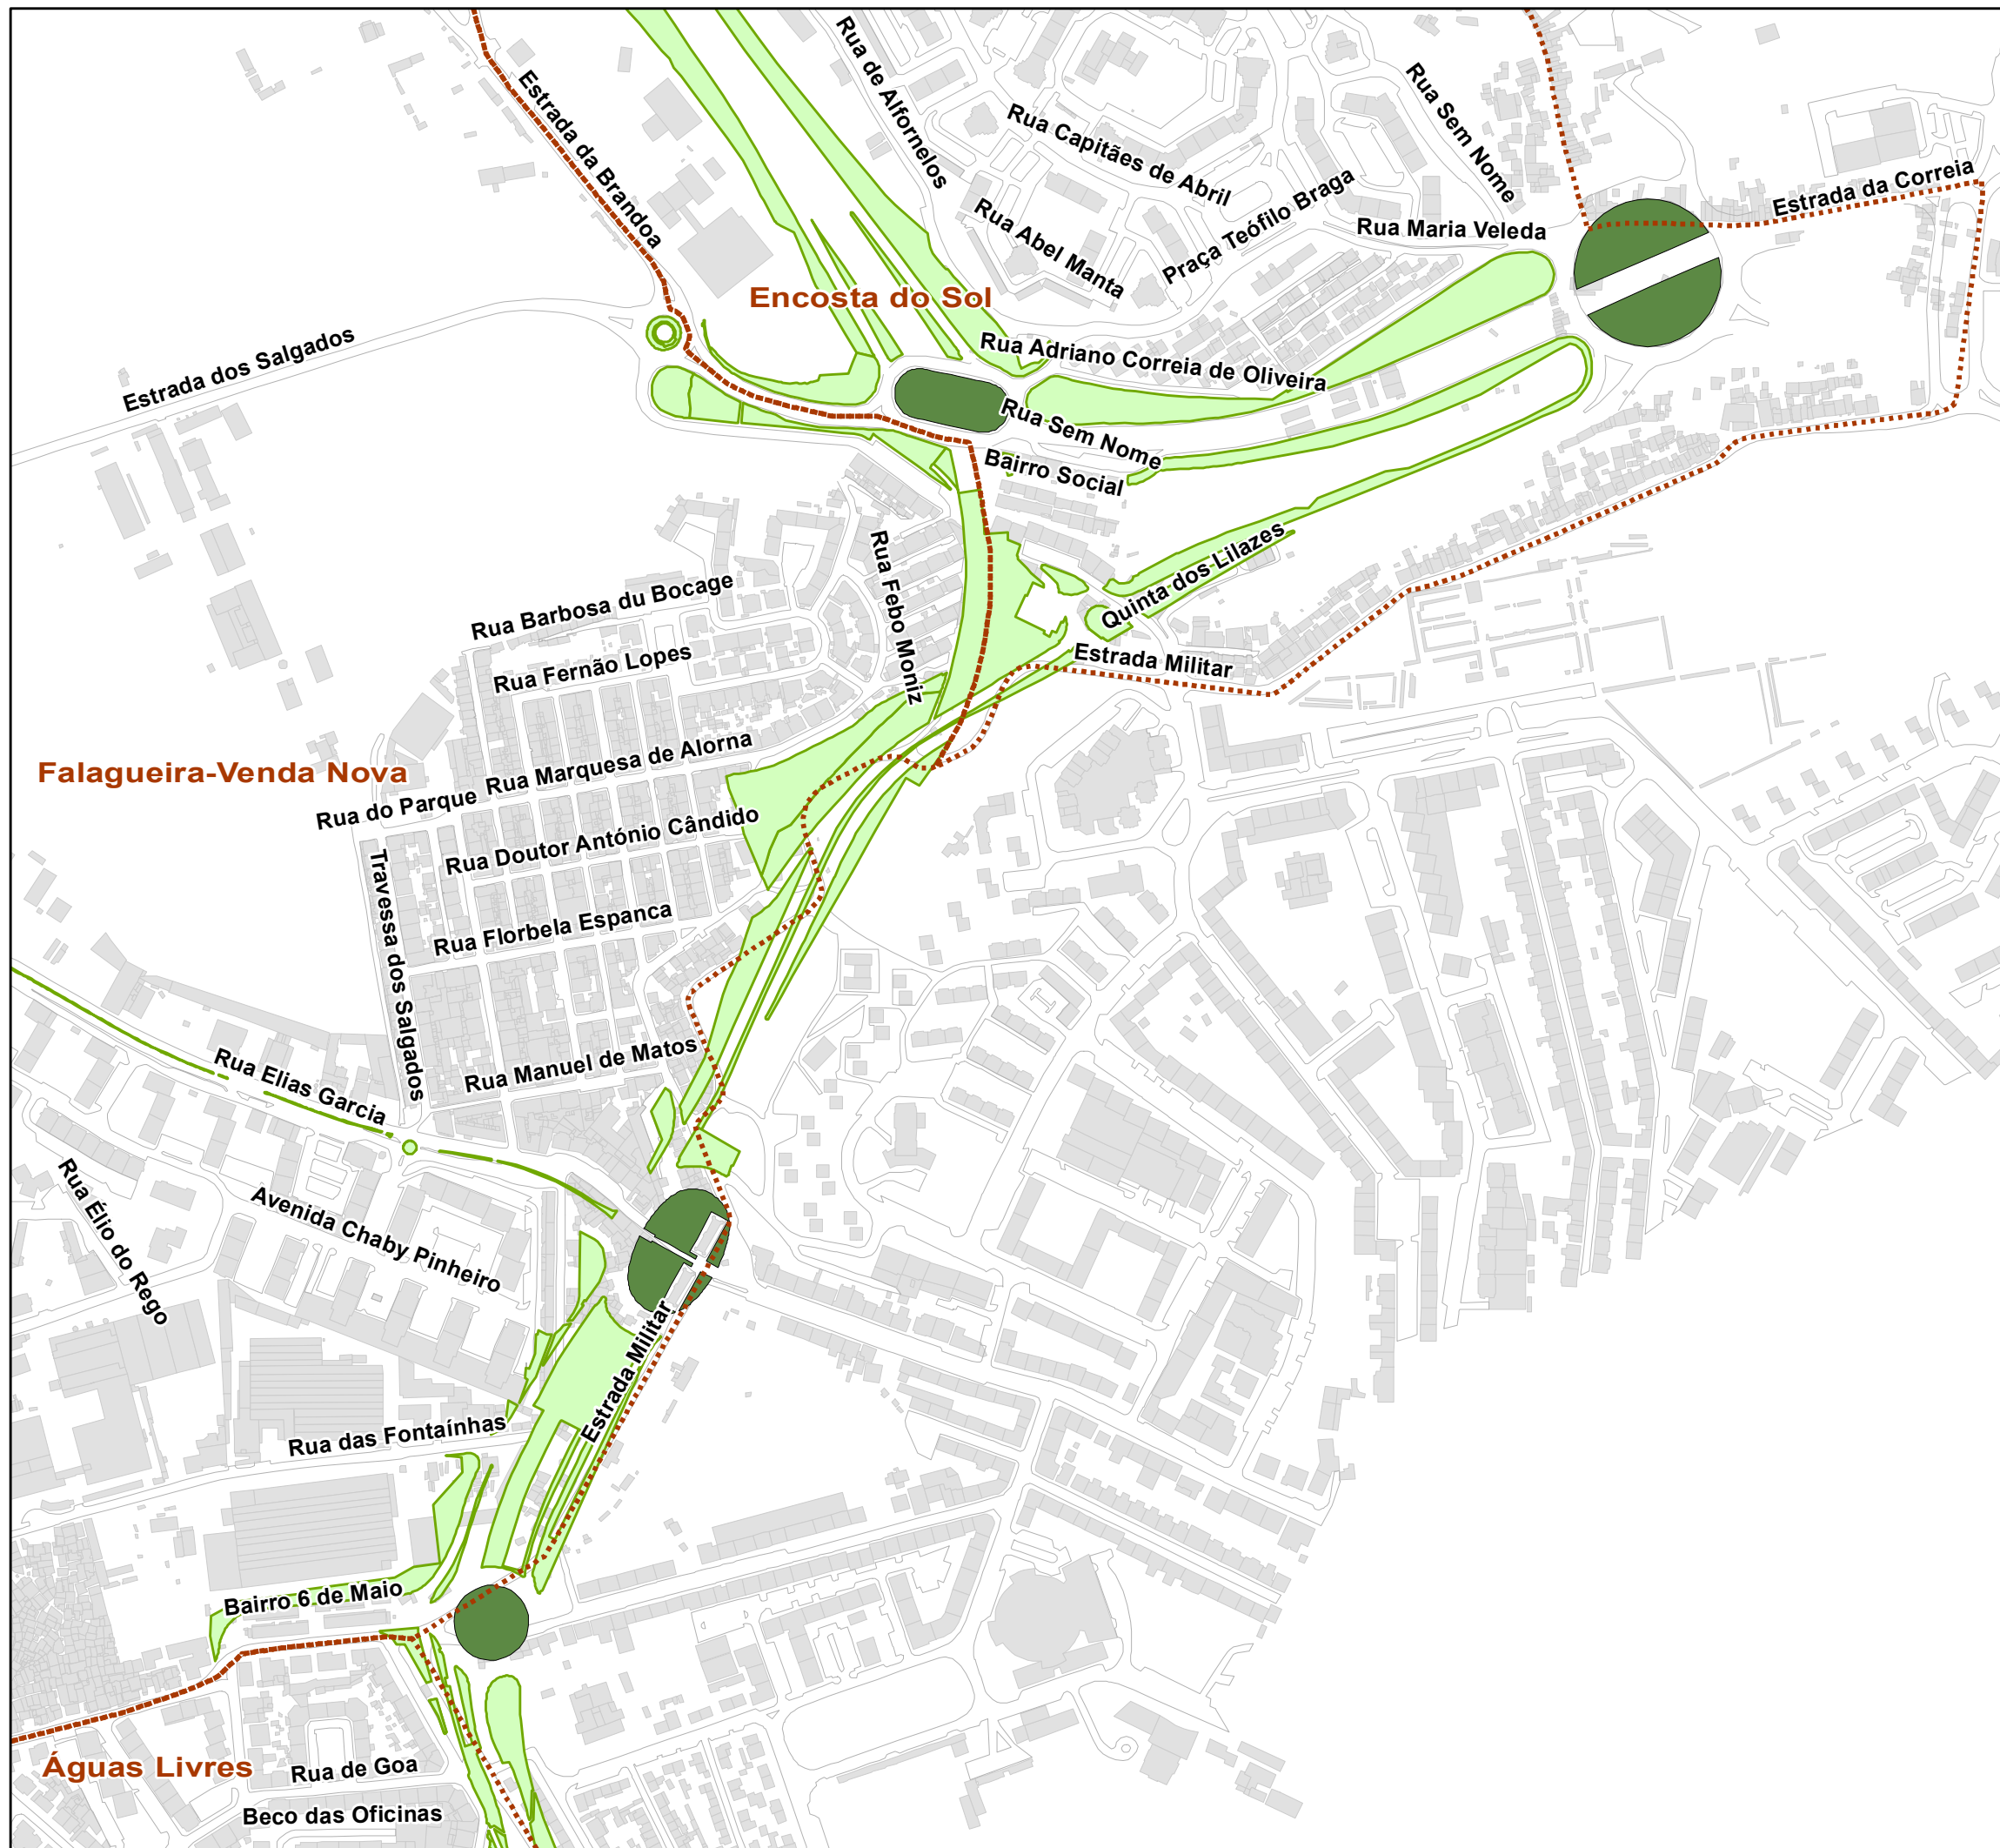 Rua de Alfornelos
Rua Sem Nome
Estrada da Brandoa
Rua Capitães de Abril
Estrada da Correia
Praça Teófilo Braga
Rua Abel Manta
Rua Maria Veleda
Encosta do Sol
Estrada dos Salgados
Rua Adriano Correia de Oliveira
Rua Sem Nome
Bairro Social
Quinta dos Lilazes
Rua Febo Moniz
Rua Barbosa du Bocage
Rua Fernão Lopes
Estrada Militar
Falagueira-Venda Nova
Rua Marquesa de Alorna
Rua do Parque
Rua Doutor António Cândido
Travessa dos Salgados
Rua Florbela Espanca
Rua Manuel de Matos
Rua Elias Garcia
Rua Élio do Rego
Avenida Chaby Pinheiro
Estrada Militar
Rua das Fontaínhas
Bairro 6 de Maio
Águas Livres
Rua de Goa
Beco das Oficinas